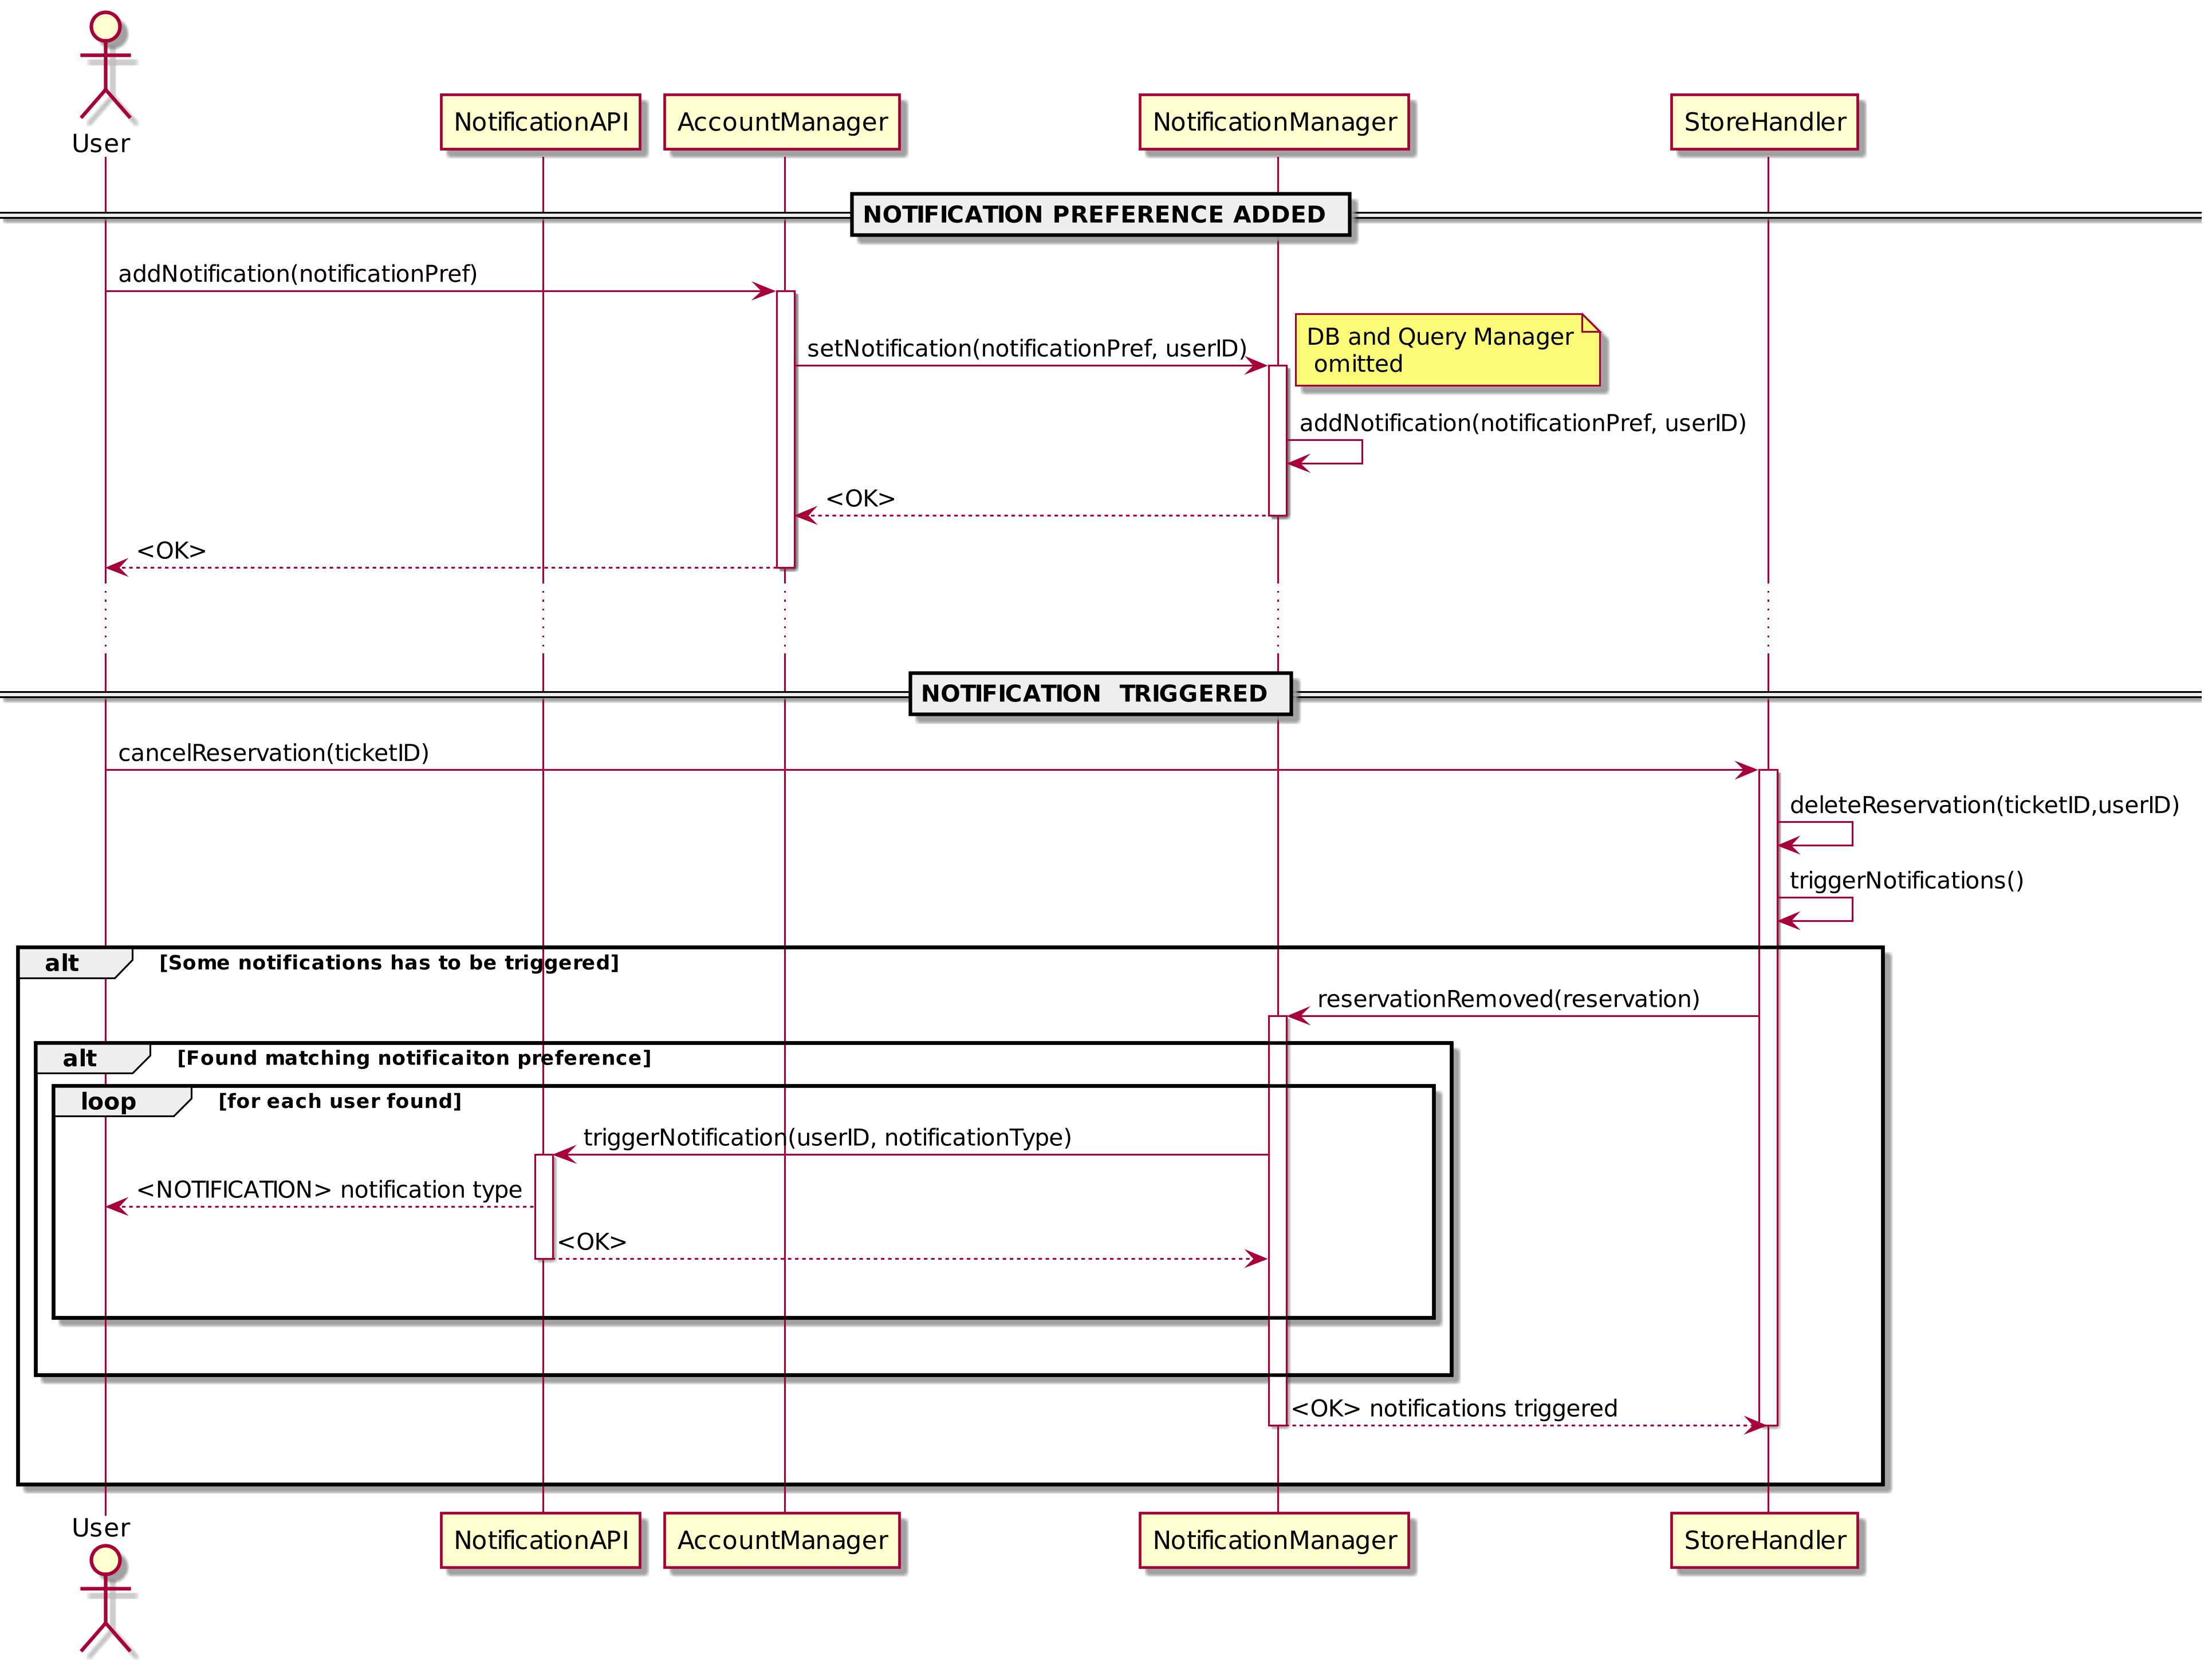 User
NotificationAPI
AccountManager
NotificationManager
StoreHandler
NOTIFICATION PREFERENCE ADDED
addNotification(notificationPref)
setNotification(notificationPref, userID)
DB and Query Manager
omitted
addNotification(notificationPref, userID)
<OK>
<OK>
NOTIFICATION  TRIGGERED
cancelReservation(ticketID)
deleteReservation(ticketID,userID)
triggerNotifications()
alt [Some notifications has to be triggered]
reservationRemoved(reservation)
alt [Found matching notificaiton preference]
loop [for each user found]
triggerNotification(userID, notificationType)
<NOTIFICATION> notification type
<OK>
<OK> notifications triggered
User
NotificationAPI
AccountManager
NotificationManager
StoreHandler